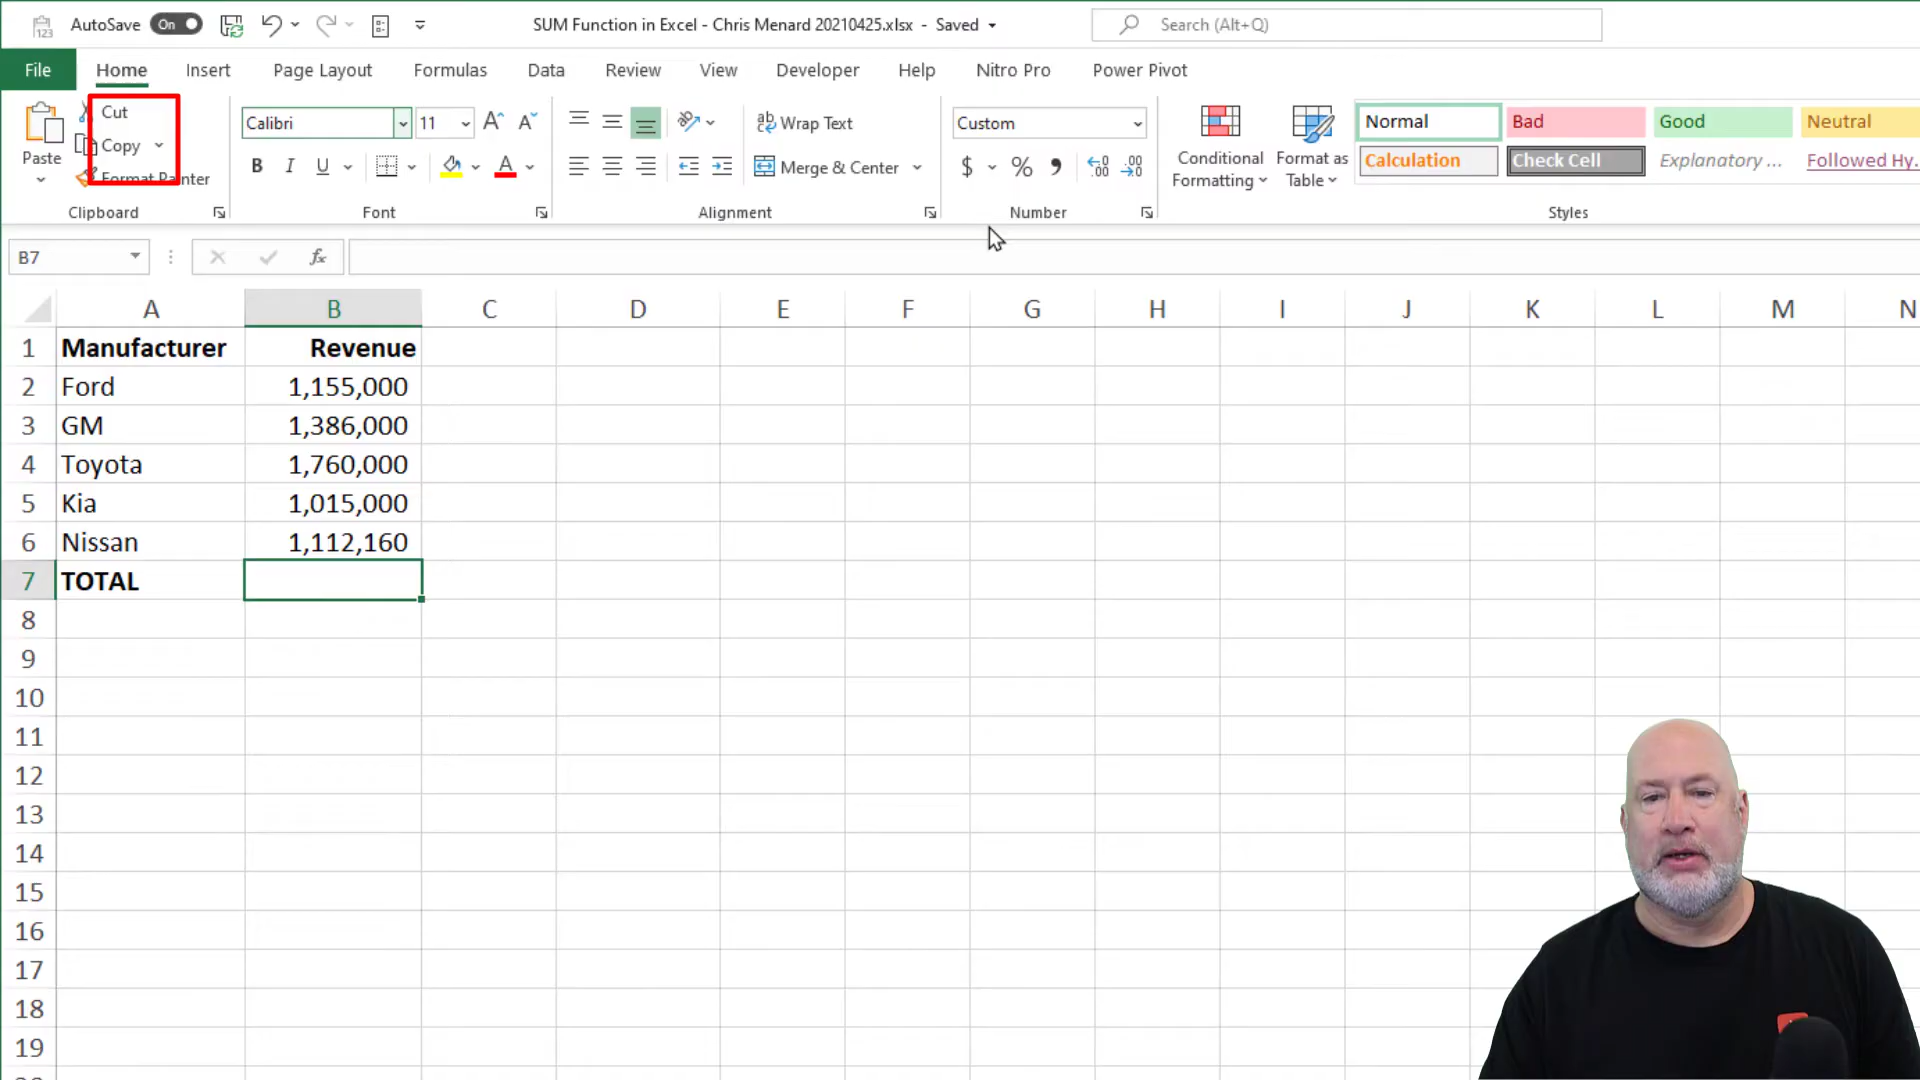 AutoSave On SUM Function in Excel - Chris Menard 20210425.xlsx - Saved Search (Alt+Q)
File Home Insert Page Layout Formulas Data Review View Developer Help Nitro Pro Power Pivot
Paste
Cut
Copy
Format Painter
Clipboard
Calibri 11
B I U
Font
Wrap Text
Merge & Center
Alignment
Custom
$ % ,
Number
Conditional
Formatting
Format as
Table
Normal Bad Good Neutral
Calculation Check Cell Explanatory ... Followed Hy...
Styles
B7 fx
A B C D E F G H I J K L M N
1 Manufacturer Revenue
2 Ford 1,155,000
3 GM 1,386,000
4 Toyota 1,760,000
5 Kia 1,015,000
6 Nissan 1,112,160
7 TOTAL
8
9
10
11
12
13
14
15
16
17
18
19